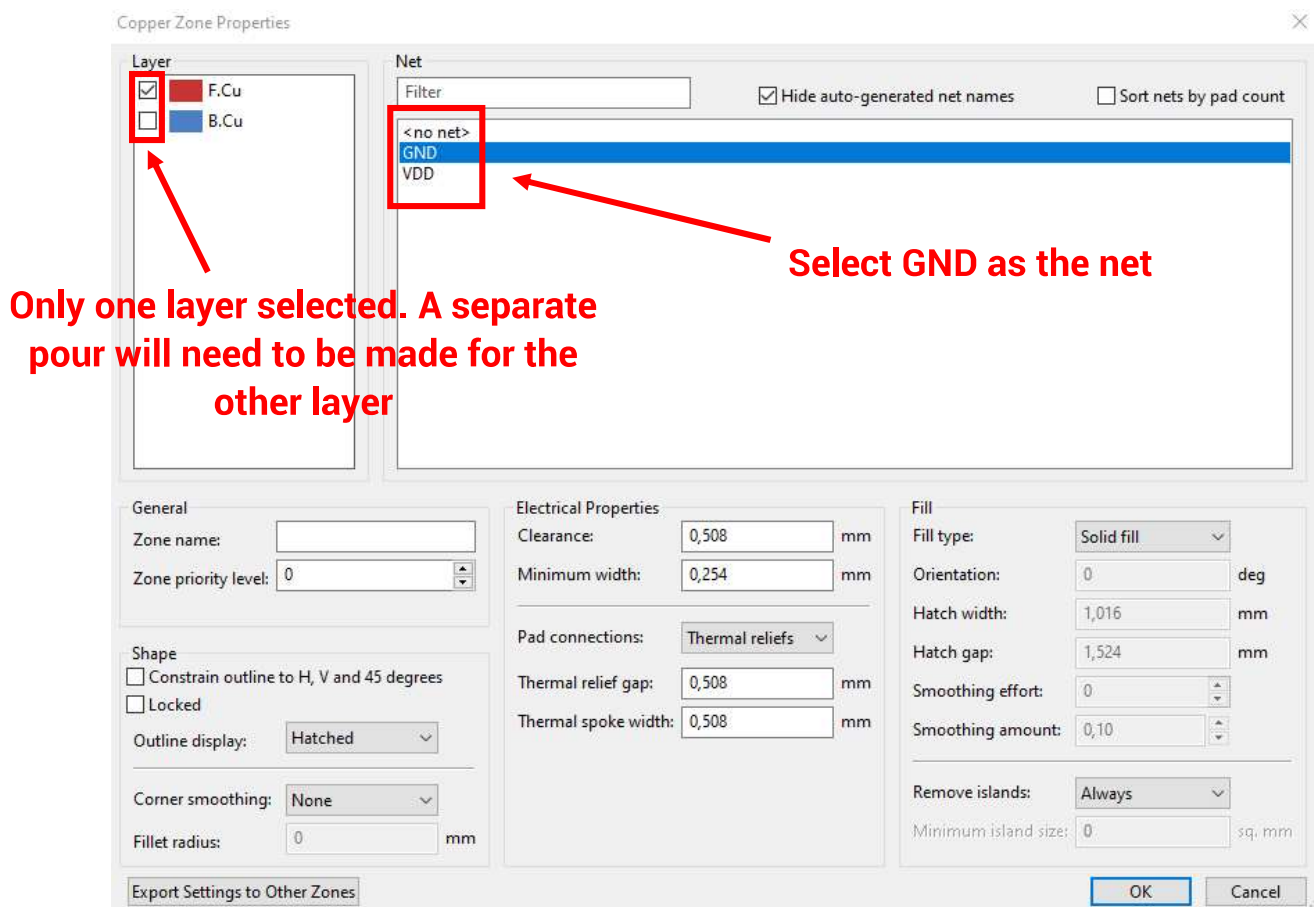 Copper Zone Properties
Layer
F.Cu
B.Cu
Net
Filter
Hide auto-generated net names
Sort nets by pad count
<no net>
GND
VDD
Select GND as the net
Only one layer selected. A separate
pour will need to be made for the
other layer
General
Zone name:
Zone priority level: 0
Shape
Constrain outline to H, V and 45 degrees
Locked
Outline display: Hatched
Corner smoothing: None
Fillet radius: 0 mm
Electrical Properties
Clearance: 0,508 mm
Minimum width: 0,254 mm
Pad connections: Thermal reliefs
Thermal relief gap: 0,508 mm
Thermal spoke width: 0,508 mm
Fill
Fill type: Solid fill
Orientation: 0 deg
Hatch width: 1,016 mm
Hatch gap: 1,524 mm
Smoothing effort: 0
Smoothing amount: 0,10
Remove islands: Always
Minimum island size: 0 sq. mm
Export Settings to Other Zones
OK
Cancel